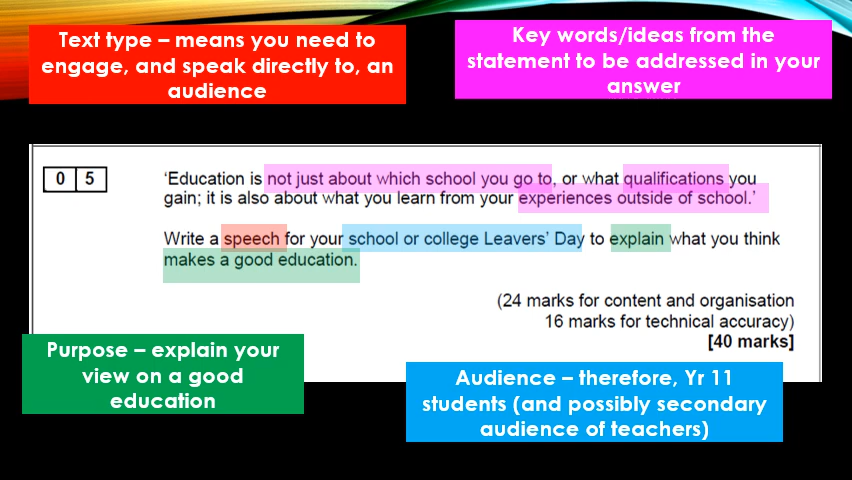 Text type – means you need to
engage, and speak directly to, an
audience
Key words/ideas from the
statement to be addressed in your
answer
0 5
'Education is not just about which school you go to, or what qualifications you
gain; it is also about what you learn from your experiences outside of school.'
Write a speech for your school or college Leavers' Day to explain what you think
makes a good education.
(24 marks for content and organisation
16 marks for technical accuracy)
[40 marks]
Purpose – explain your
view on a good
education
Audience – therefore, Yr 11
students (and possibly secondary
audience of teachers)